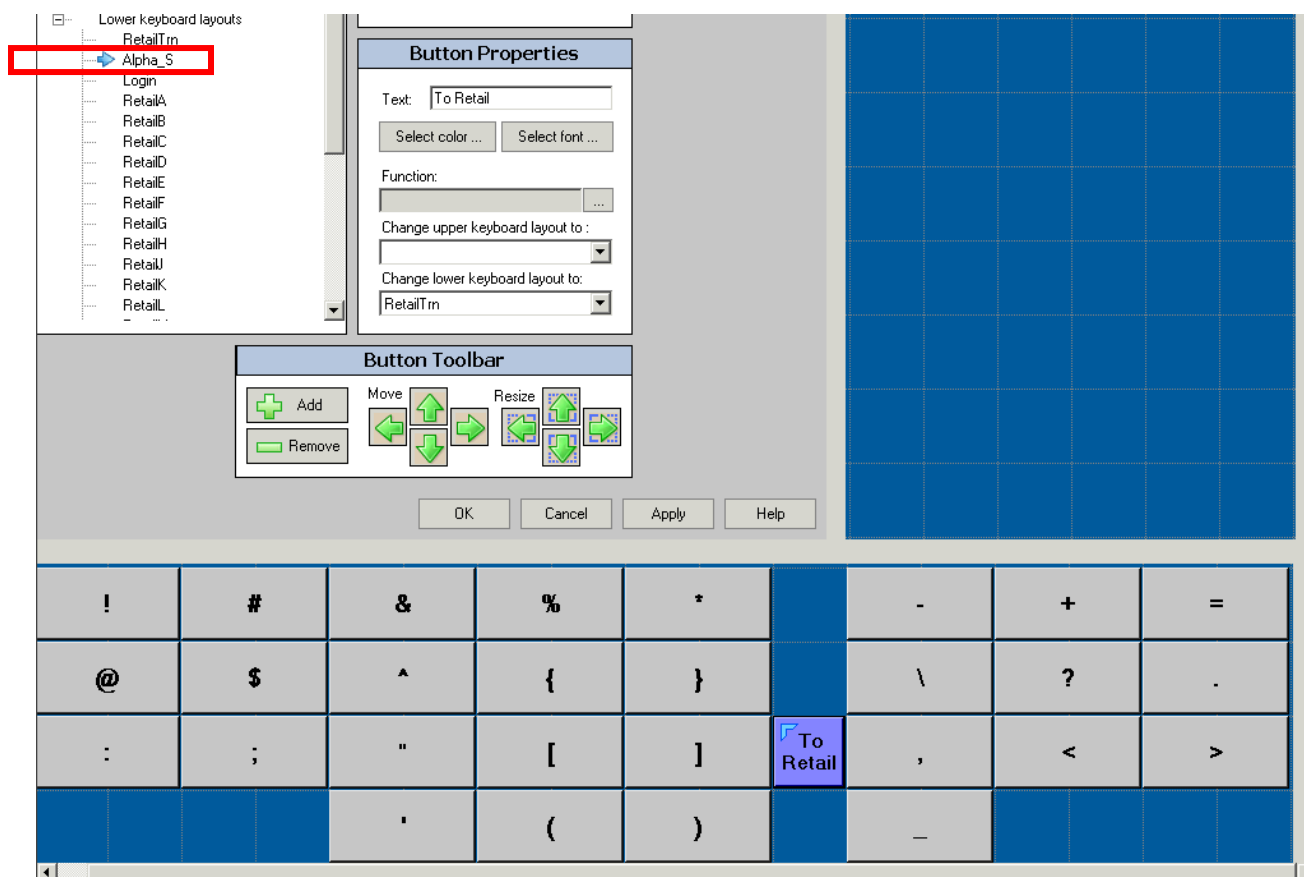 Lower keyboard layouts
RetailTrn
Alpha_S
Login
RetailA
RetailB
RetailC
RetailD
RetailE
RetailF
RetailG
RetailH
RetailJ
RetailK
RetailL
Button Properties
Text: To Retail
Select color ... Select font ...
Function:
...
Change upper keyboard layout to :
Change lower keyboard layout to:
RetailTrn
Button Toolbar
Add Move Resize
Remove
OK Cancel Apply Help
! # & % * - + =
@ $ ^ { } \ ? .
: ; " [ ] To Retail , < >
' ( ) _